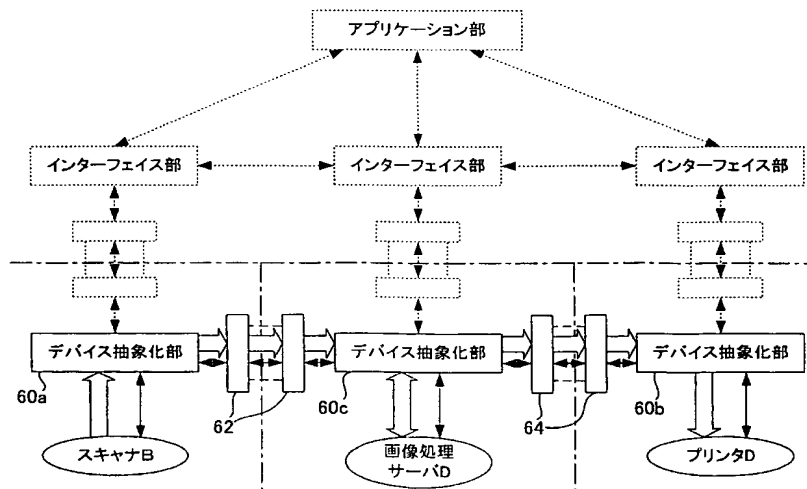 アプリケーション部
インターフェイス部
インターフェイス部
インターフェイス部
デバイス抽象化部
デバイス抽象化部
デバイス抽象化部
60a
62
60c
64
60b
スキャナB
画像処理
サーバD
プリンタD